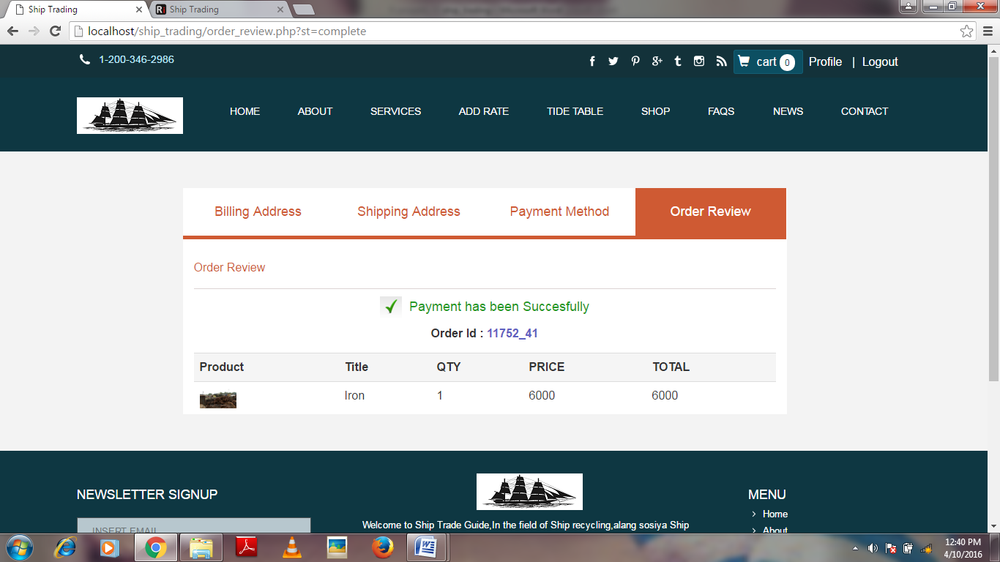 Ship Trading
Ship Trading
localhost/ship_trading/order_review.php?st=complete
1-200-346-2986
cart 0 Profile | Logout
HOME ABOUT SERVICES ADD RATE TIDE TABLE SHOP FAQS NEWS CONTACT
Billing Address Shipping Address Payment Method Order Review
Order Review
Payment has been Succesfully
Order Id : 11752_41
Product Title QTY PRICE TOTAL
Iron 1 6000 6000
NEWSLETTER SIGNUP
INSERT EMAIL
Welcome to Ship Trade Guide,In the field of Ship recycling,alang sosiya Ship
MENU
Home
About
12:40 PM
4/10/2016